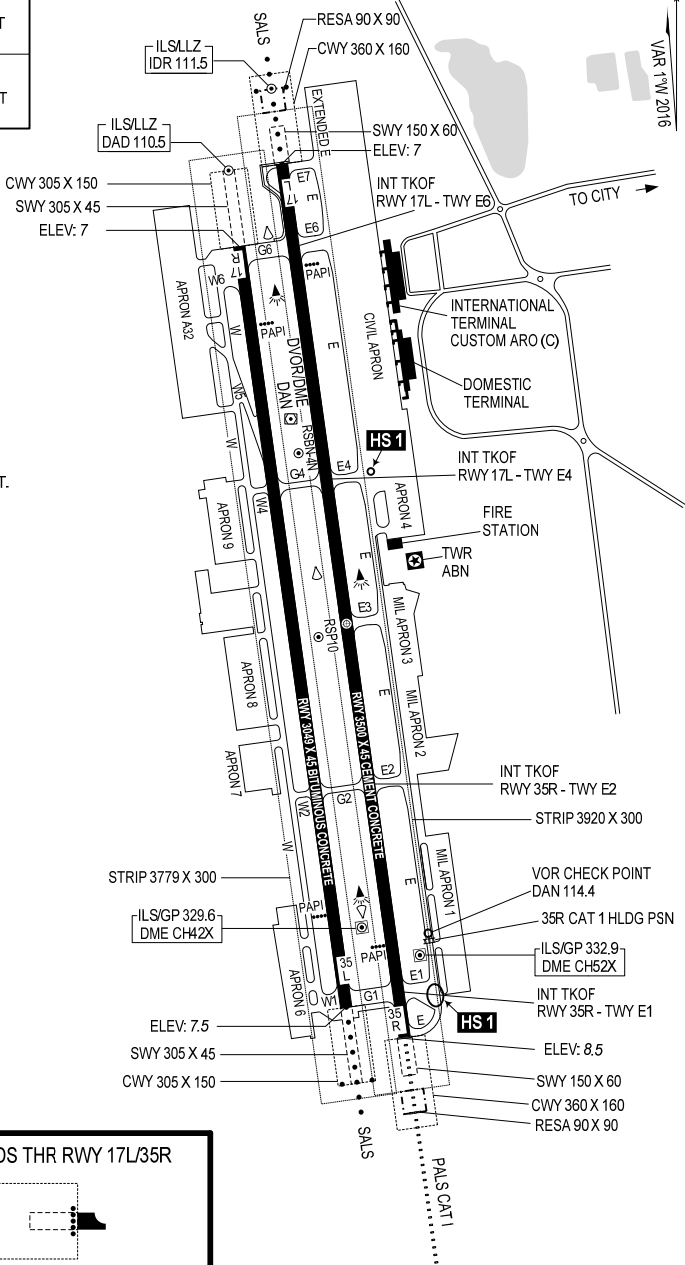 T
T
SALS
RESA 90 X 90
CWY 360 X 160
ILS/LLZ
IDR 111.5
VAR 1°W 2016
EXTENDED E
SWY 150 X 60
ELEV: 7
ILS/LLZ
DAD 110.5
CWY 305 X 150
SWY 305 X 45
ELEV: 7
E7
E
L
17
INT TKOF
RWY 17L - TWY E6
TO CITY
E6
G6
R
17
W6
PAPI
APRON A32
W
PAPI
CIVIL APRON
E
INTERNATIONAL
TERMINAL
CUSTOM ARO (C)
DVOR/DME
DAN
DOMESTIC
TERMINAL
W5
W
RSBN-4N
HS 1
T.
G4
E4
INT TKOF
RWY 17L - TWY E4
W4
APRON 9
APRON 4
FIRE
STATION
E
TWR
ABN
E3
MIL APRON 3
RSP10
APRON 8
E
MIL APRON 2
RWY 3049 X 45 BITUMINOUS CONCRETE
RWY 3500 X 45 CEMENT CONCRETE
APRON 7
E2
INT TKOF
RWY 35R - TWY E2
G2
W2
STRIP 3920 X 300
W
MIL APRON 1
E
STRIP 3779 X 300
VOR CHECK POINT
DAN 114.4
PAPI
ILS/GP 329.6
DME CH42X
35R CAT 1 HLDG PSN
PAPI
ILS/GP 332.9
DME CH52X
APRON 6
35
L
E1
W1
G1
INT TKOF
RWY 35R - TWY E1
35
R
E
HS 1
ELEV: 7.5
ELEV: 8.5
SWY 305 X 45
SWY 150 X 60
CWY 305 X 150
CWY 360 X 160
RESA 90 X 90
SALS
PALS CAT I
DS THR RWY 17L/35R